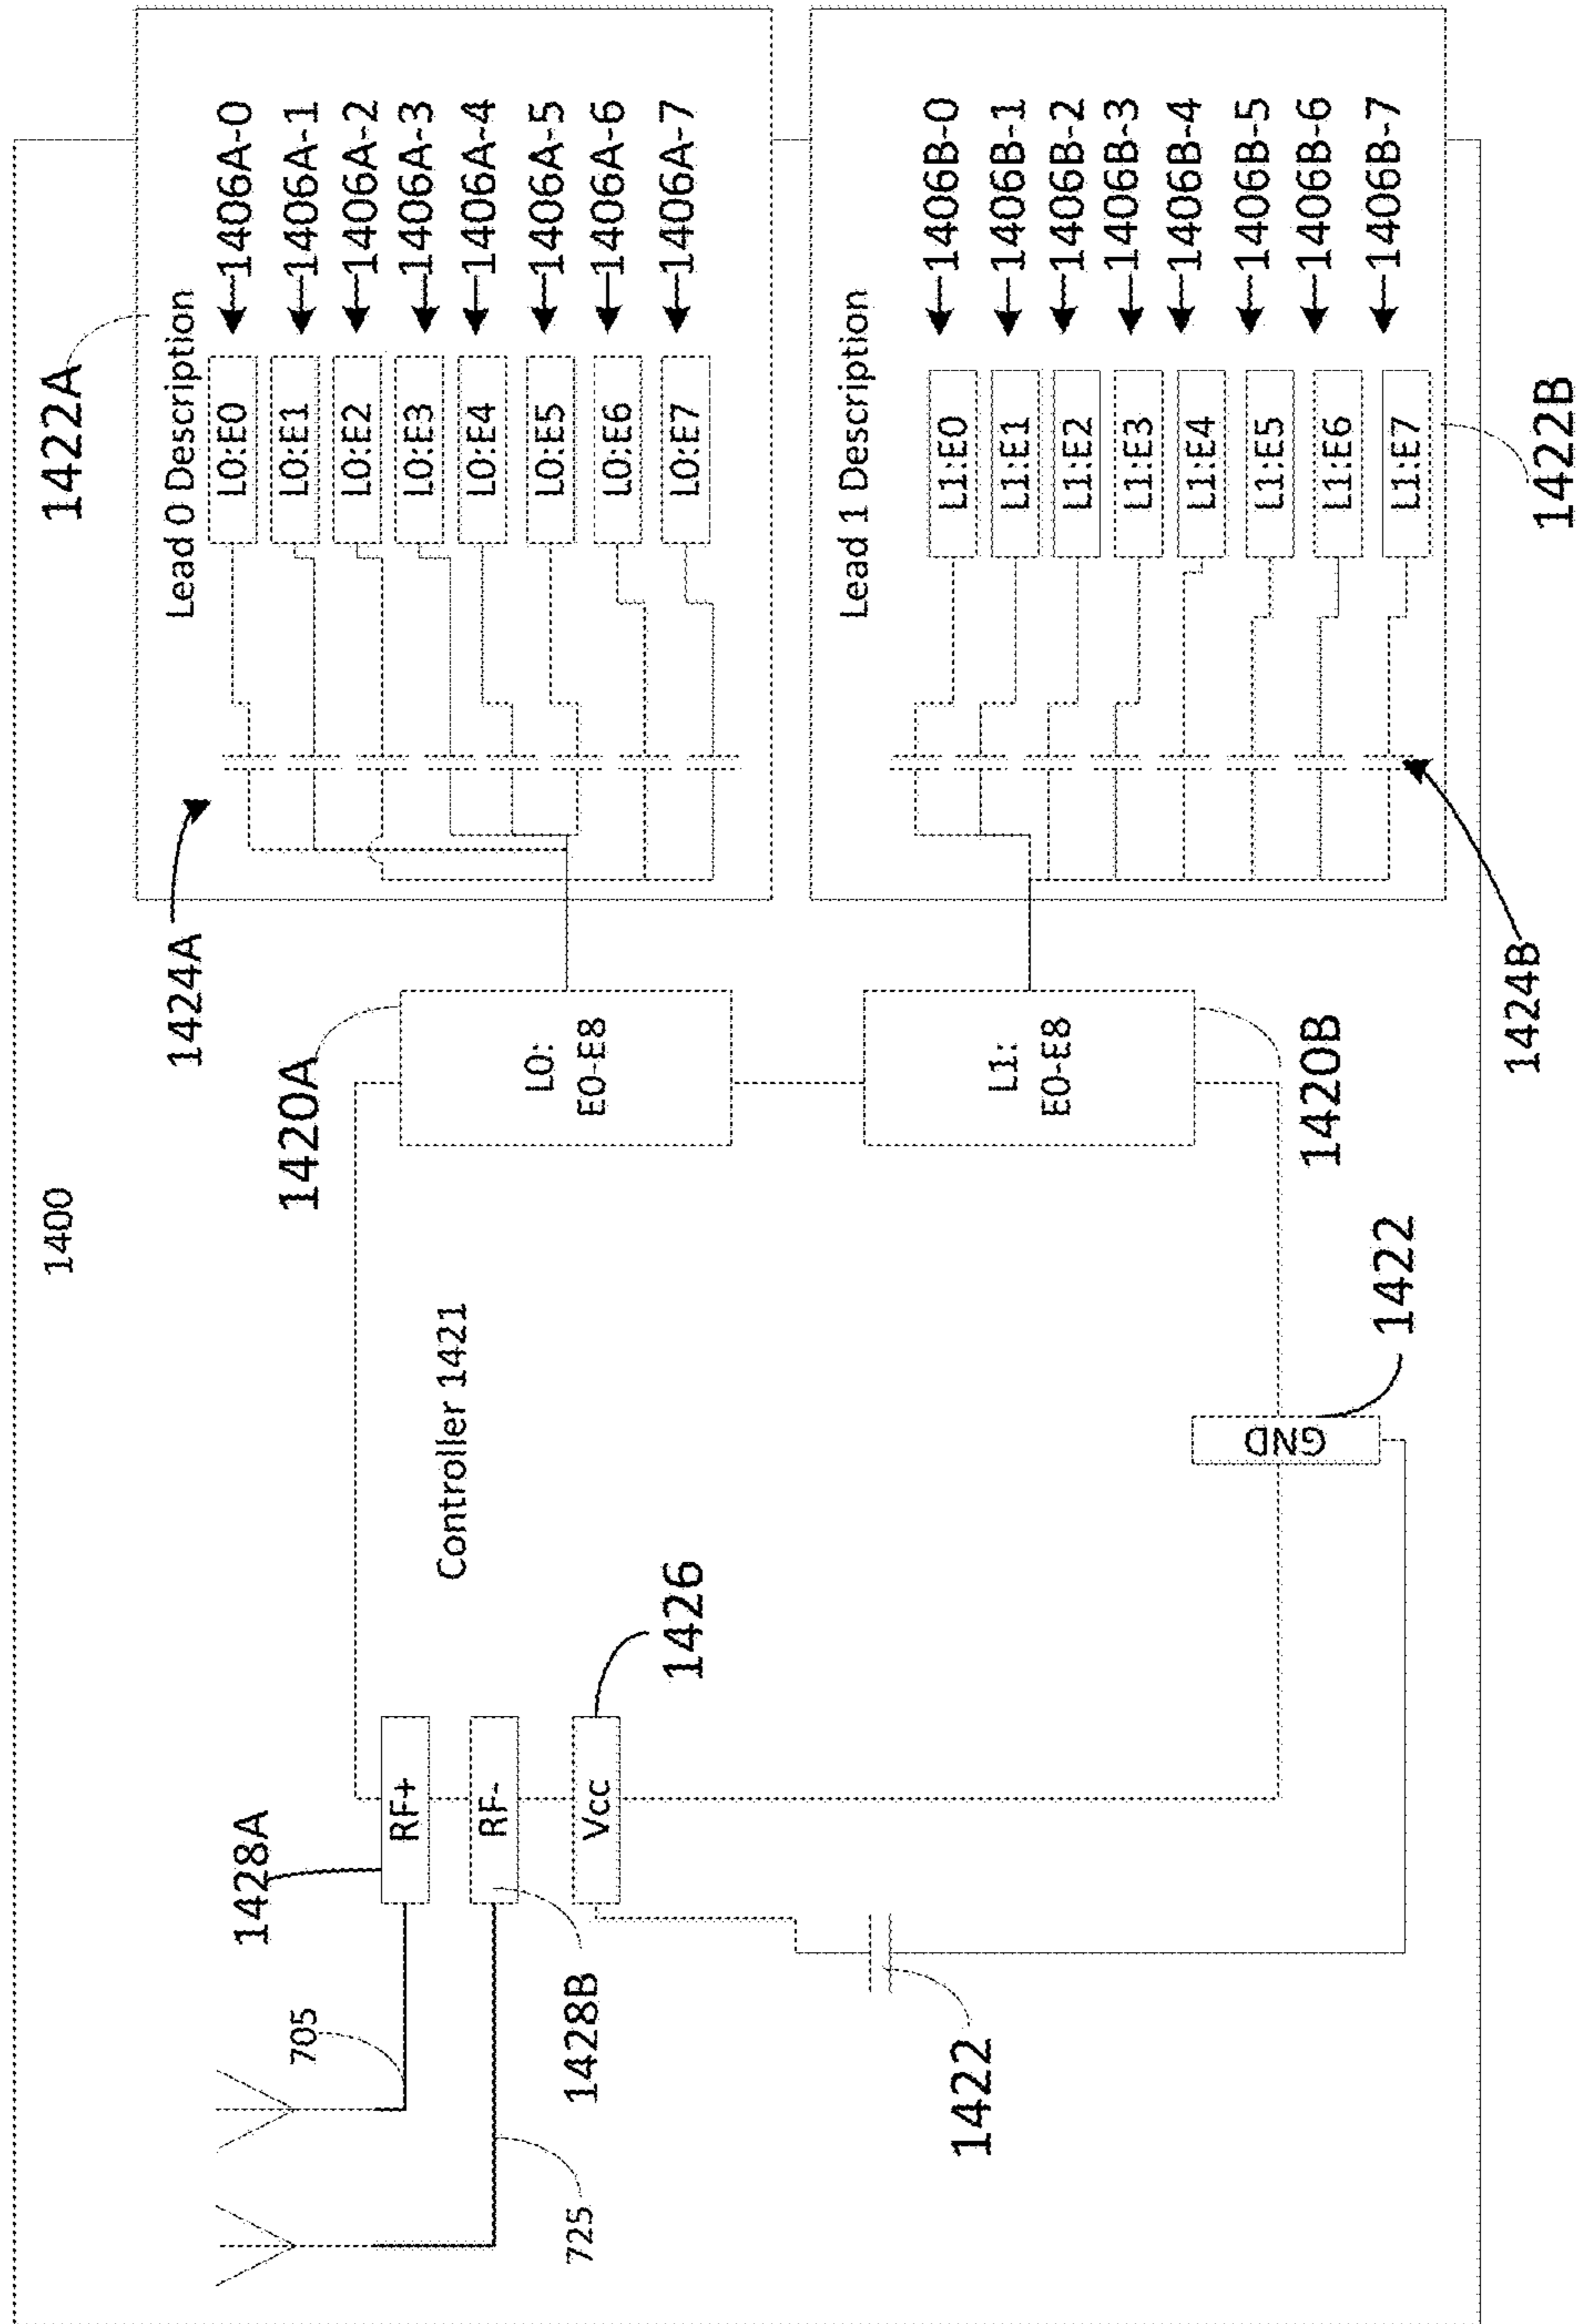 1400
1422A
Lead 0 Description
L0:E0
1406A-0
L0:E1
1406A-1
L0:E2
1406A-2
L0:E3
1406A-3
L0:E4
1406A-4
L0:E5
1406A-5
L0:E6
1406A-6
L0:E7
1406A-7
1424A
1420A
L0:
E0-E8
Controller 1421
1428A
RF+
RF-
Vcc
1426
705
725
1428B
1422
GND
1422
L1:
E0-E8
1420B
Lead 1 Description
L1:E0
1406B-0
L1:E1
1406B-1
L1:E2
1406B-2
L1:E3
1406B-3
L1:E4
1406B-4
L1:E5
1406B-5
L1:E6
1406B-6
L1:E7
1406B-7
1424B
1422B